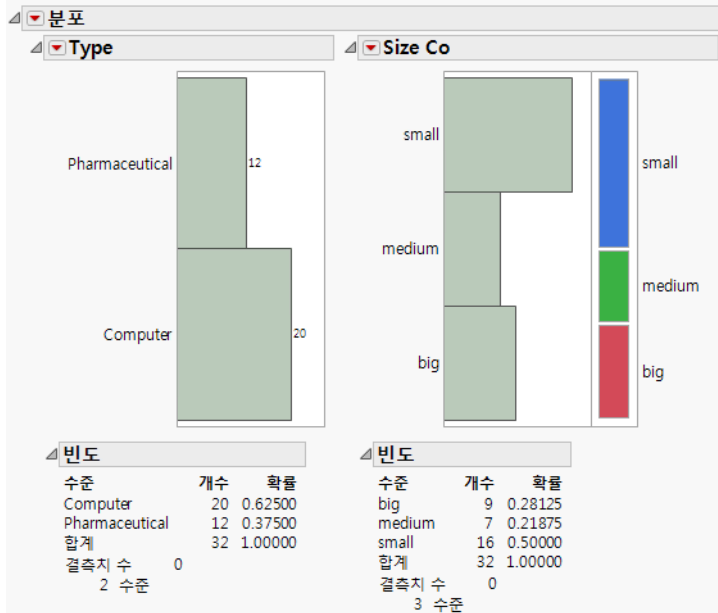 분포
Type
Pharmaceutical
12
Computer
20
빈도
수준 개수 확률
Computer 20 0.62500
Pharmaceutical 12 0.37500
합계 32 1.00000
결측치 수 0
2 수준
Size Co
small
medium
big
small
medium
big
빈도
수준 개수 확률
big 9 0.28125
medium 7 0.21875
small 16 0.50000
합계 32 1.00000
결측치 수 0
3 수준